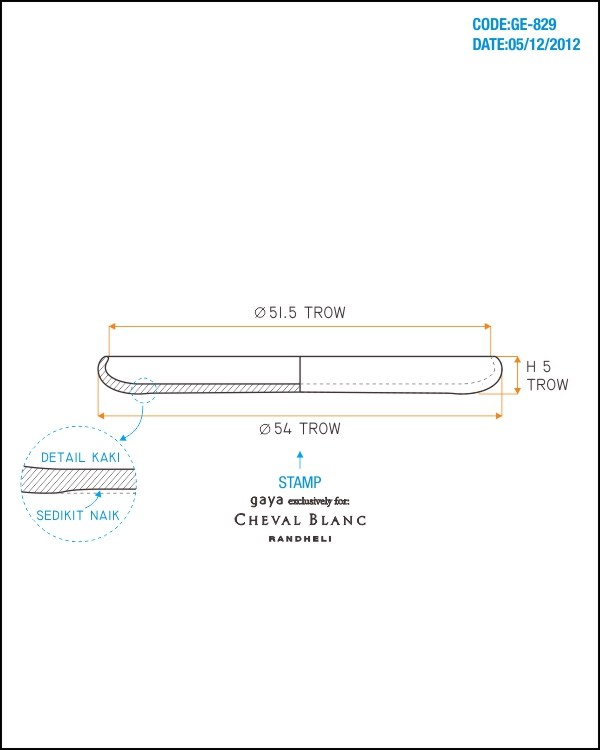 CODE:GE-829
DATE:05/12/2012
∅51.5 TROW
H 5
TROW
∅54 TROW
DETAIL KAKI
SEDIKIT NAIK
STAMP
gaya exclusively for:
CHEVAL BLANC
RANDHELI